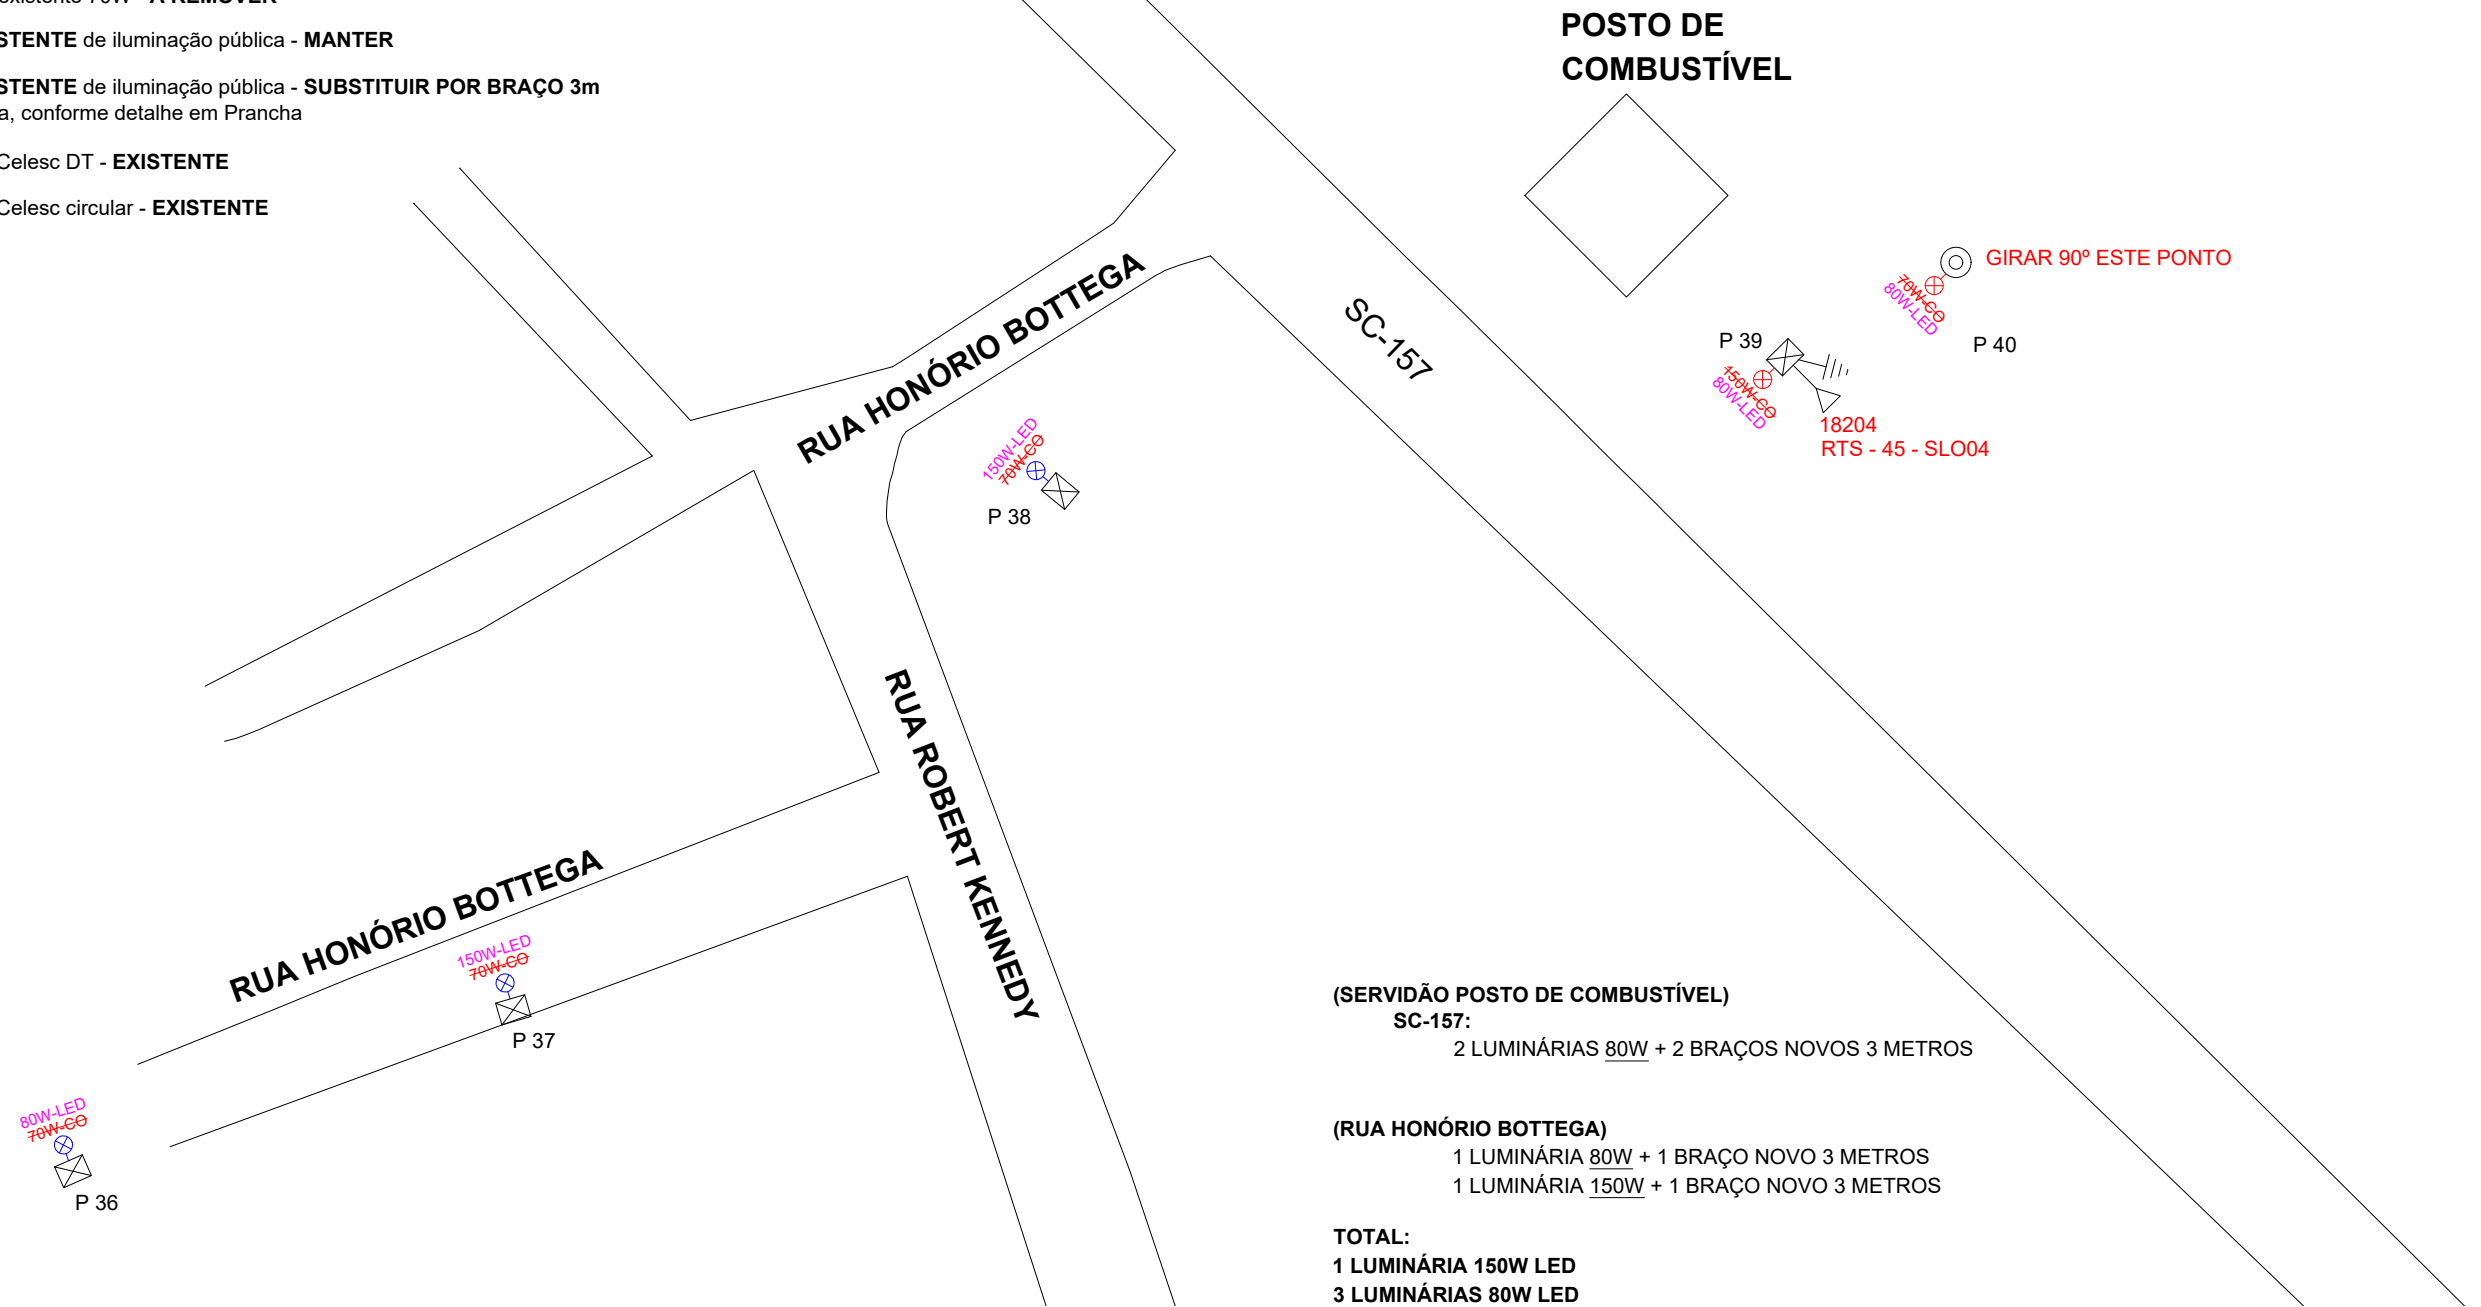 existente 70W - A REMOVER
STENTE de iluminação pública - MANTER
STENTE de iluminação pública - SUBSTITUIR POR BRAÇO 3m
a, conforme detalhe em Prancha
Celesc DT - EXISTENTE
Celesc circular - EXISTENTE
POSTO DE
COMBUSTÍVEL
GIRAR 90º ESTE PONTO
70W-CO
80W-LED
P 40
P 39
150W-CO
80W-LED
18204
RTS - 45 - SLO04
SC-157
RUA HONÓRIO BOTTEGA
150W-LED
70W-CO
P 38
RUA ROBERT KENNEDY
RUA HONÓRIO BOTTEGA
150W-LED
70W-CO
P 37
80W-LED
70W-CO
P 36
(SERVIDÃO POSTO DE COMBUSTÍVEL)
SC-157:
2 LUMINÁRIAS 80W + 2 BRAÇOS NOVOS 3 METROS
(RUA HONÓRIO BOTTEGA)
1 LUMINÁRIA 80W + 1 BRAÇO NOVO 3 METROS
1 LUMINÁRIA 150W + 1 BRAÇO NOVO 3 METROS
TOTAL:
1 LUMINÁRIA 150W LED
3 LUMINÁRIAS 80W LED